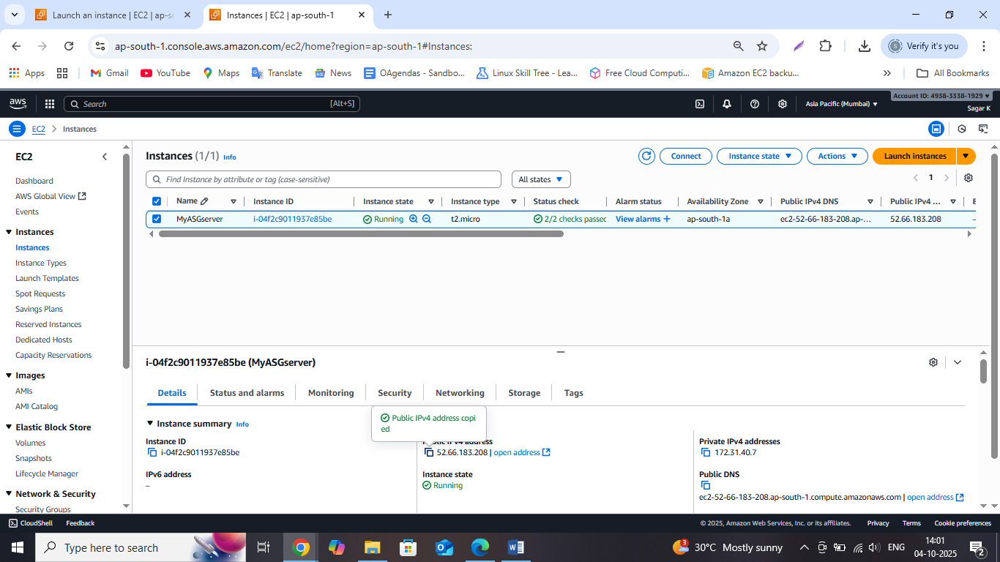 Launch an instance | EC2 | ap-sc
Instances | EC2 | ap-south-1
ap-south-1.console.aws.amazon.com/ec2/home?region=ap-south-1#Instances:
Verify it's you
Apps
Gmail
YouTube
Maps
Translate
News
OAgendas - Sandbo...
Linux Skill Tree - Lea...
Free Cloud Computi...
Amazon EC2 backu...
All Bookmarks
aws
Search
[Alt+S]
Asia Pacific (Mumbai)
Account ID: 4938-3338-1929
Sagar K
EC2
Instances
EC2
Dashboard
AWS Global View
Events
Instances
Instances
Instance Types
Launch Templates
Spot Requests
Savings Plans
Reserved Instances
Dedicated Hosts
Capacity Reservations
Images
AMIs
AMI Catalog
Elastic Block Store
Volumes
Snapshots
Lifecycle Manager
Network & Security
Security Groups
Instances (1/1) Info
Connect
Instance state
Actions
Launch instances
Find Instance by attribute or tag (case-sensitive)
All states
1
Name
Instance ID
Instance state
Instance type
Status check
Alarm status
Availability Zone
Public IPv4 DNS
Public IPv4 ...
E
MyASGserver
i-04f2c9011937e85be
Running
t2.micro
2/2 checks passec
View alarms +
ap-south-1a
ec2-52-66-183-208.ap-...
52.66.183.208
–
i-04f2c9011937e85be (MyASGserver)
Details
Status and alarms
Monitoring
Security
Networking
Storage
Tags
Public IPv4 address copi
ed
Instance summary Info
Instance ID
i-04f2c9011937e85be
Public IPv4 address
52.66.183.208 | open address
Private IPv4 addresses
172.31.40.7
IPv6 address
–
Instance state
Running
Public DNS
ec2-52-66-183-208.ap-south-1.compute.amazonaws.com | open address
CloudShell
Feedback
© 2025, Amazon Web Services, Inc. or its affiliates.
Privacy
Terms
Cookie preferences
Type here to search
3
30°C Mostly sunny
ENG
14:01
04-10-2025
2